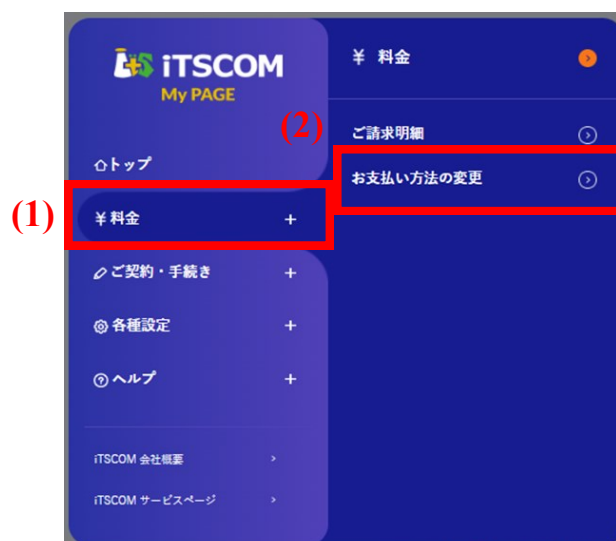 iTSCOM
My PAGE
トップ
(1)
¥ 料金 +
ご契約・手続き +
各種設定 +
ヘルプ +
iTSCOM 会社概要 >
iTSCOM サービスページ >
¥ 料金
(2)
ご請求明細
お支払い方法の変更